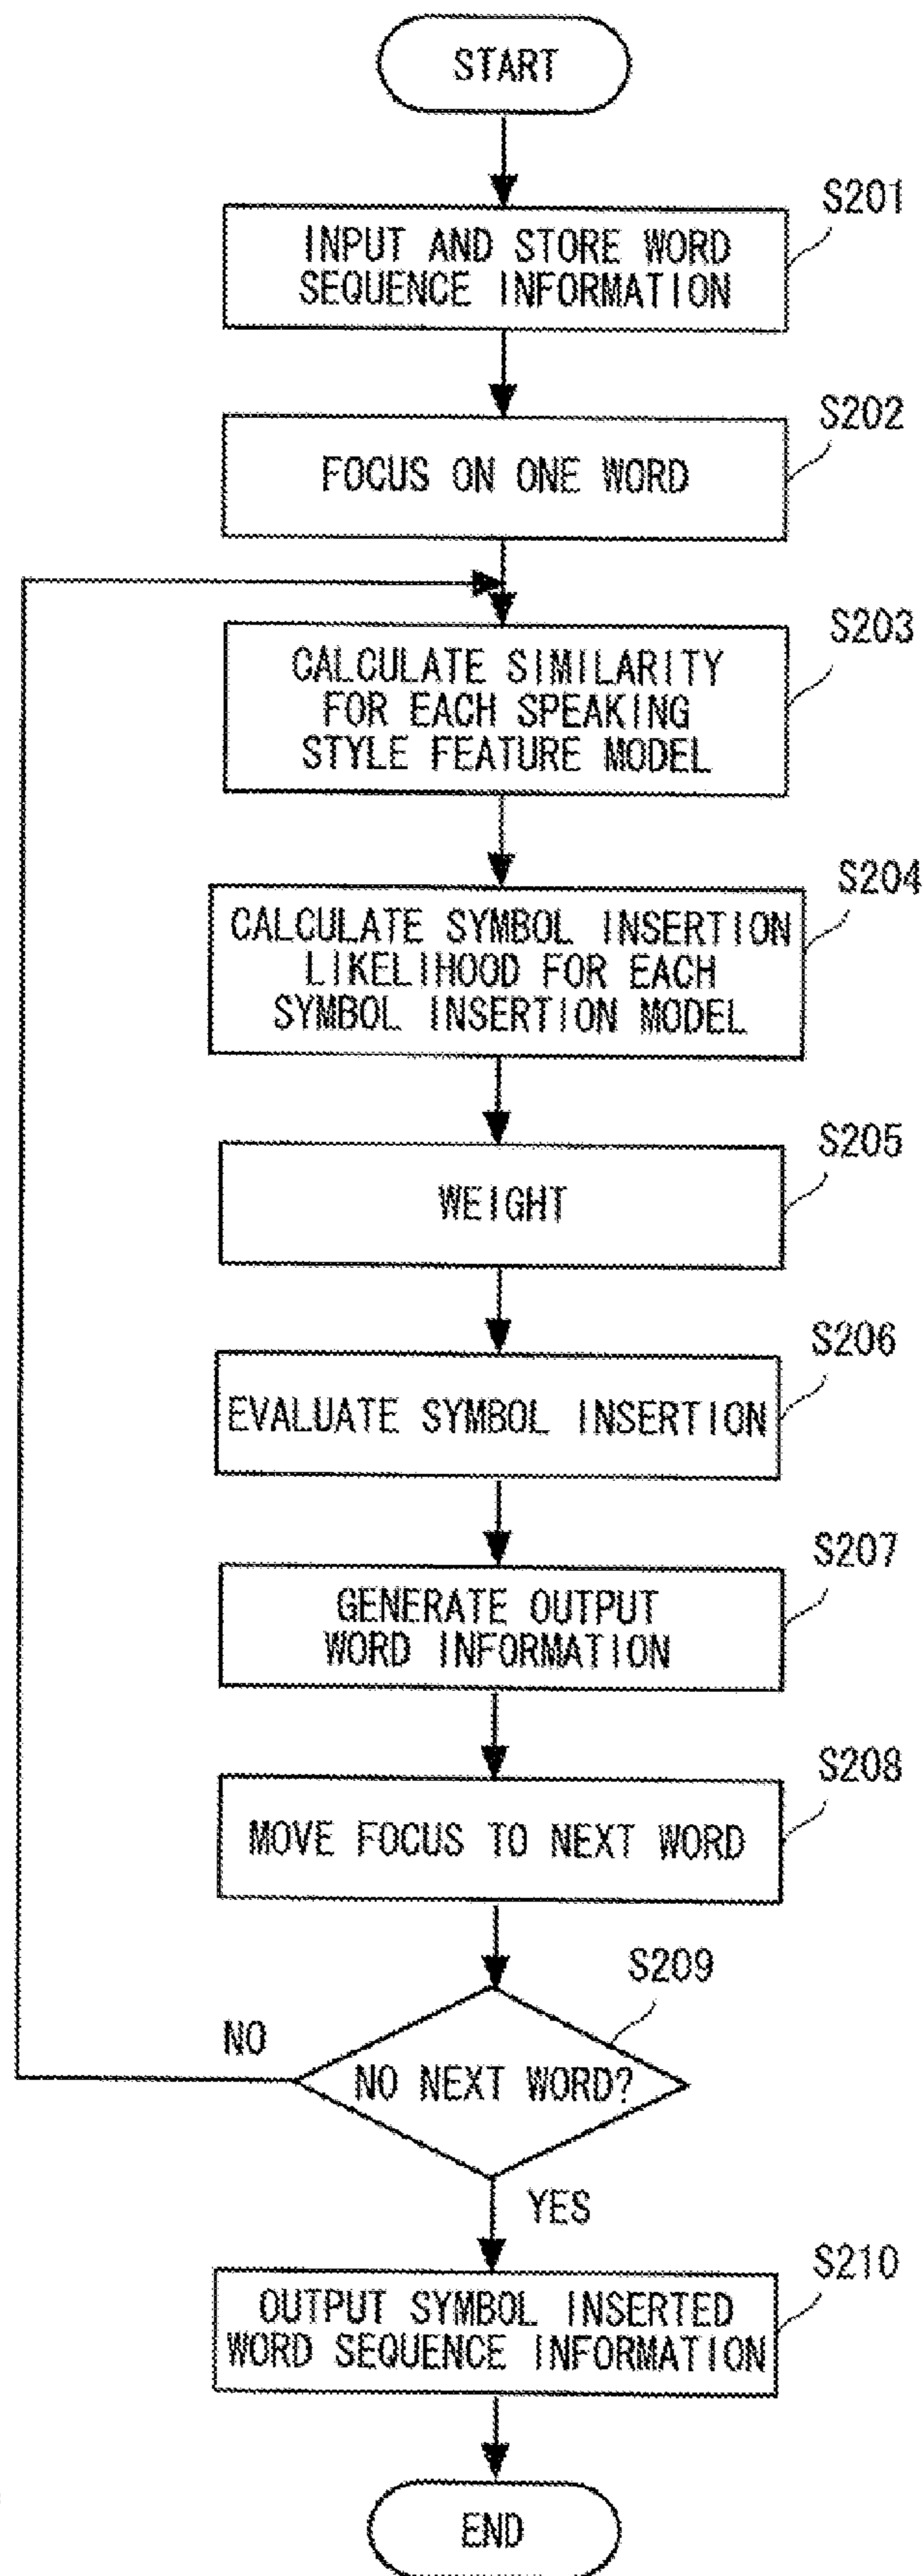 START
S201
INPUT AND STORE WORD
SEQUENCE INFORMATION
S202
FOCUS ON ONE WORD
S203
CALCULATE SIMILARITY
FOR EACH SPEAKING
STYLE FEATURE MODEL
S204
CALCULATE SYMBOL INSERTION
LIKELIHOOD FOR EACH
SYMBOL INSERTION MODEL
S205
WEIGHT
S206
EVALUATE SYMBOL INSERTION
S207
GENERATE OUTPUT
WORD INFORMATION
S208
MOVE FOCUS TO NEXT WORD
S209
NO
NO NEXT WORD?
YES
S210
OUTPUT SYMBOL INSERTED
WORD SEQUENCE INFORMATION
END